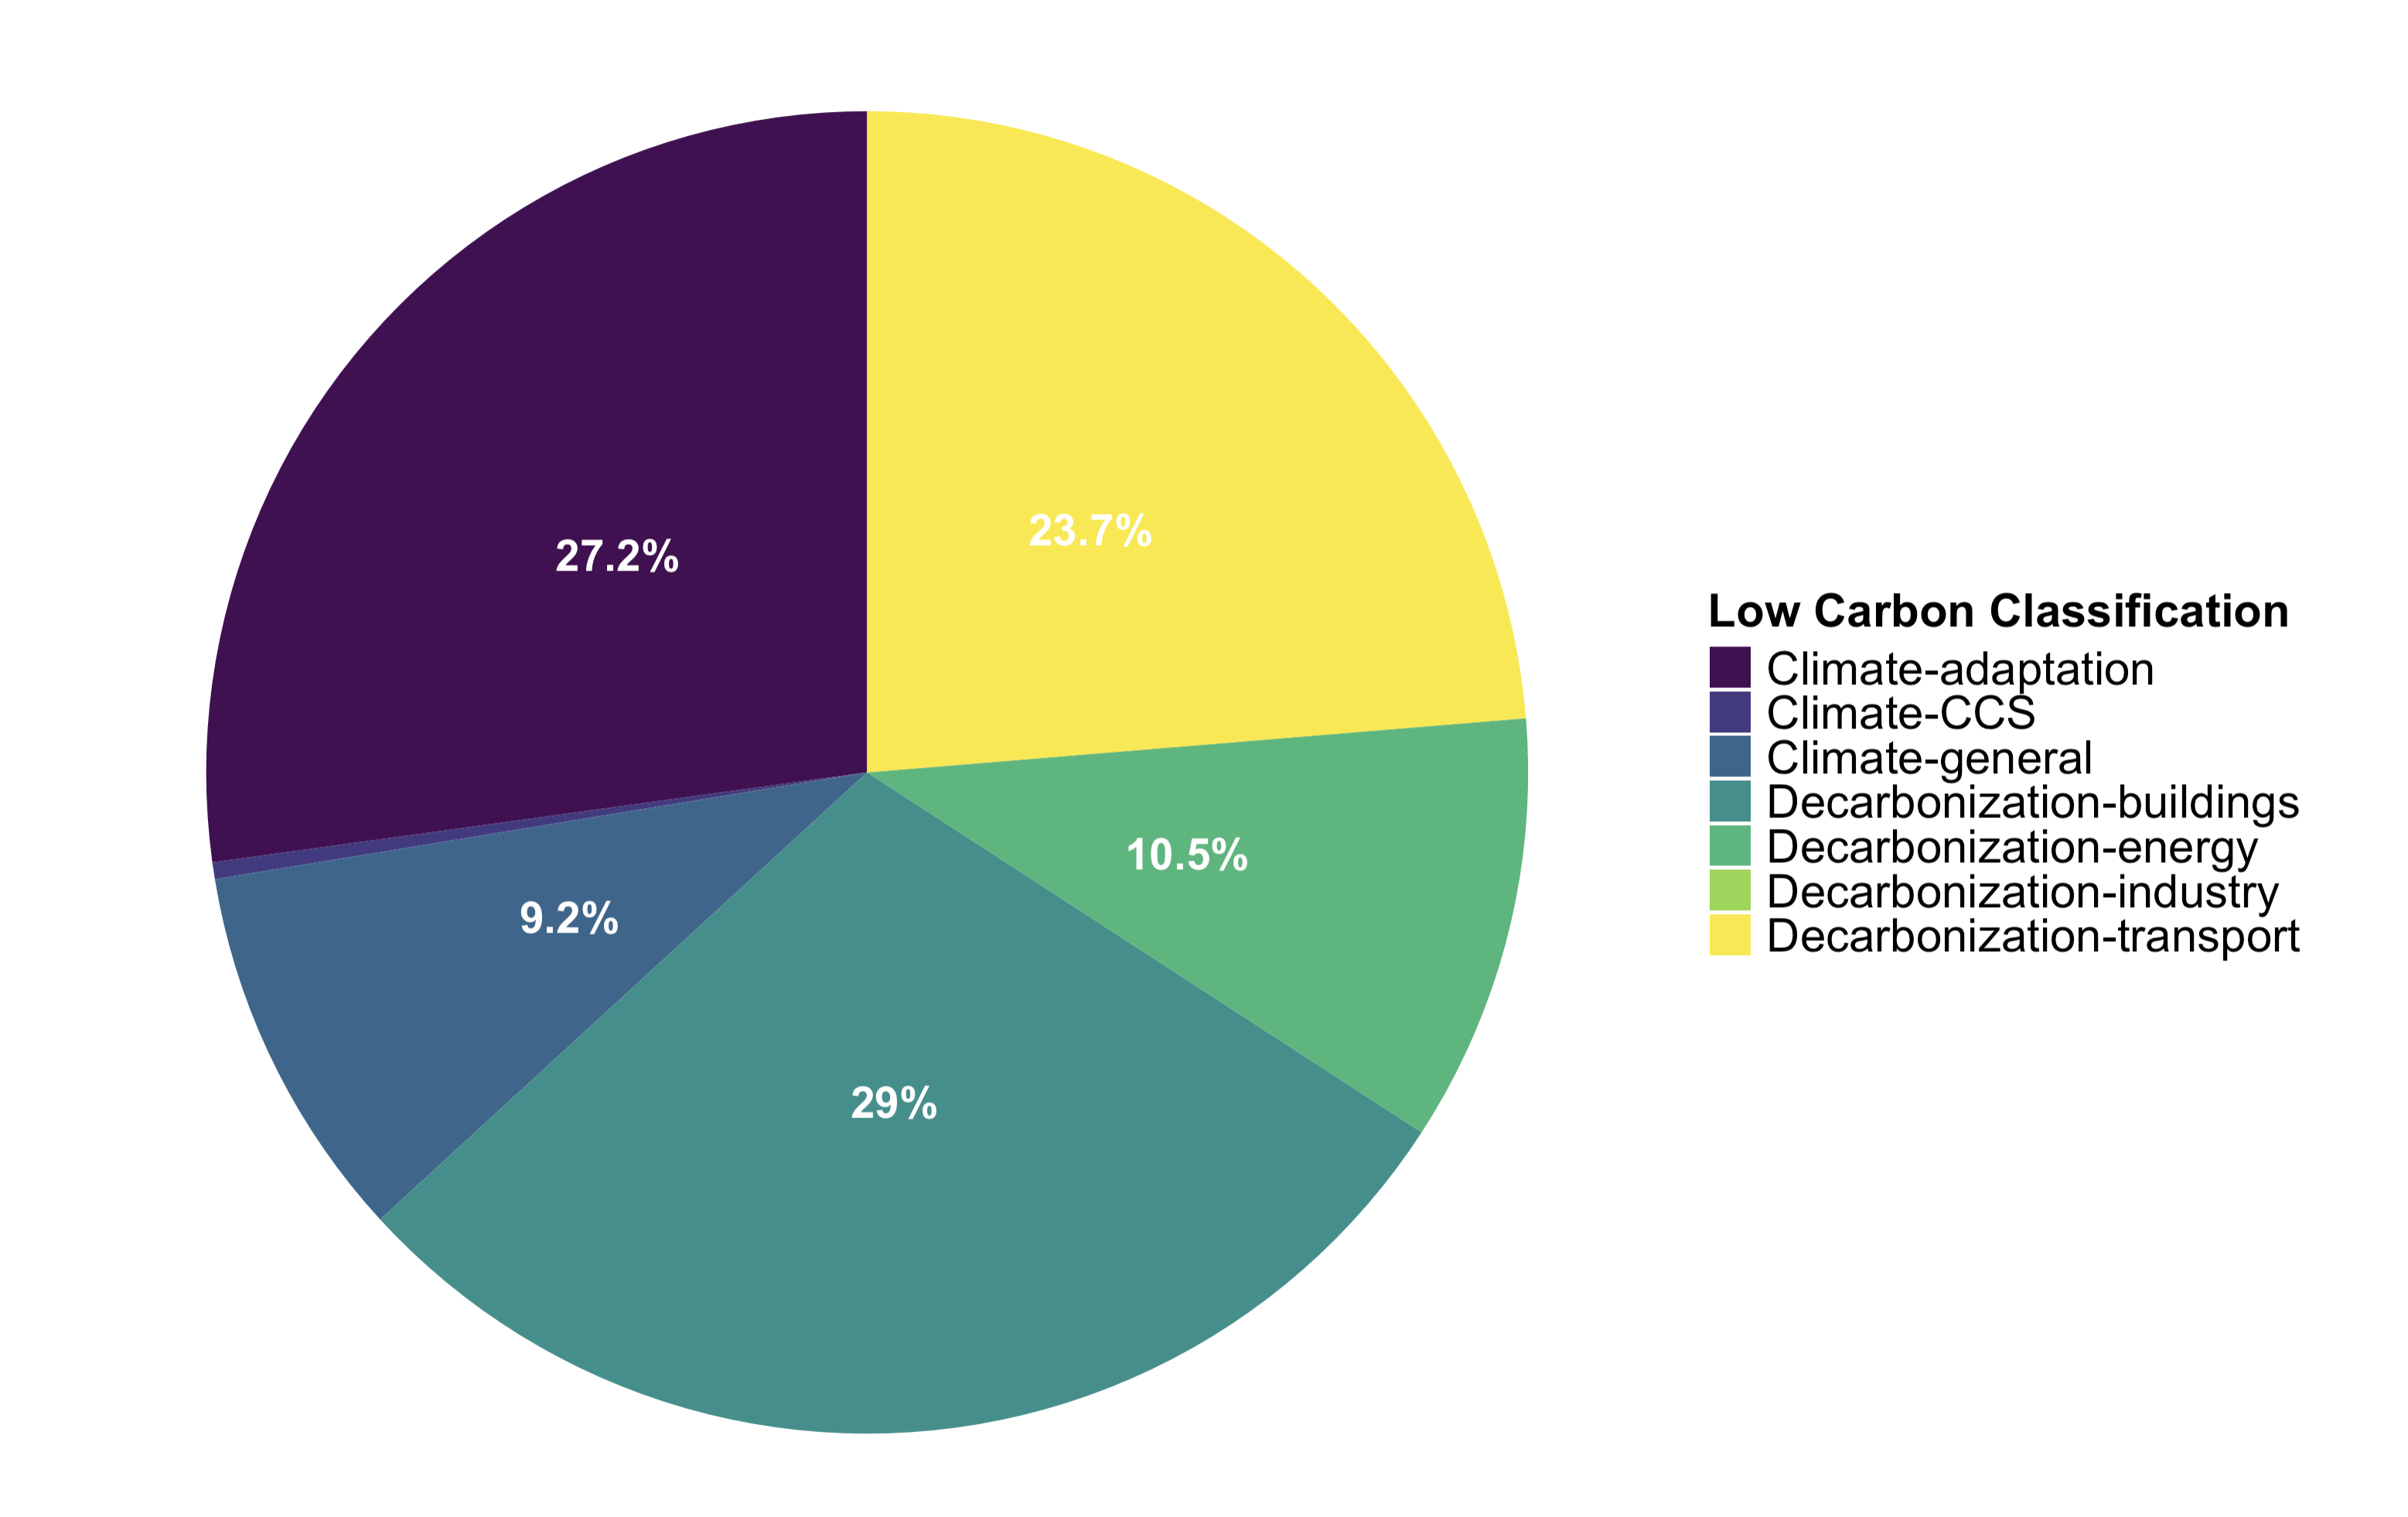 23.7%
27.2%
10.5%
9.2%
29%
Low Carbon Classification
Climate-adaptation
Climate-CCS
Climate-general
Decarbonization-buildings
Decarbonization-energy
Decarbonization-industry
Decarbonization-transport